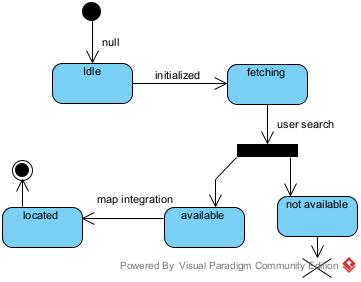 null
Idle
initialized
fetching
user search
map integration
located
available
not available
Powered By Visual Paradigm Community Edition